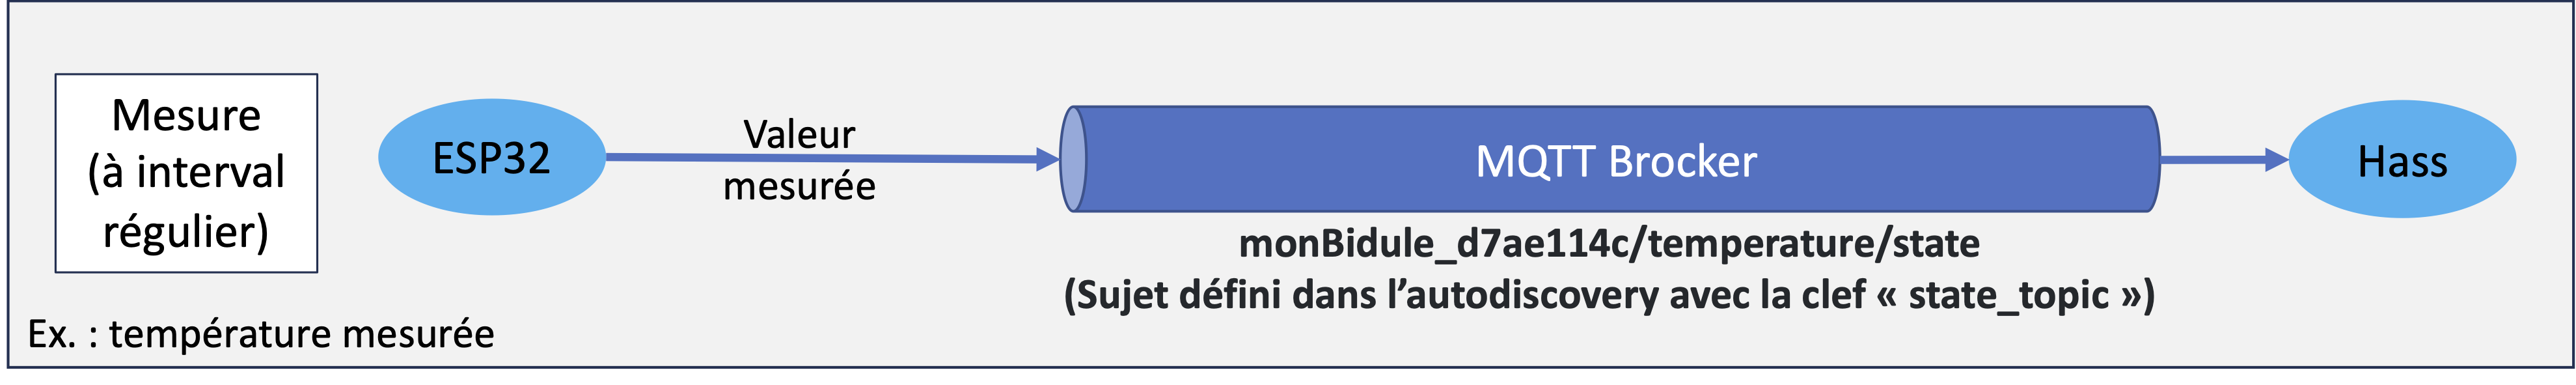 Mesure
(à interval
régulier)
ESP32
Valeur
mesurée
MQTT Brocker
Hass
monBidule_d7ae114c/temperature/state
(Sujet défini dans l’autodiscovery avec la clef « state_topic »)
Ex. : température mesurée